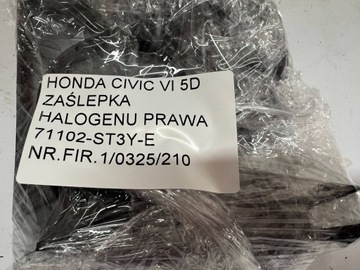 HONDA CIVIC VI 5D
ZAŚLEPKA
HALOGENU PRAWA
71102-ST3Y-E
NR.FIR.1/0325/210